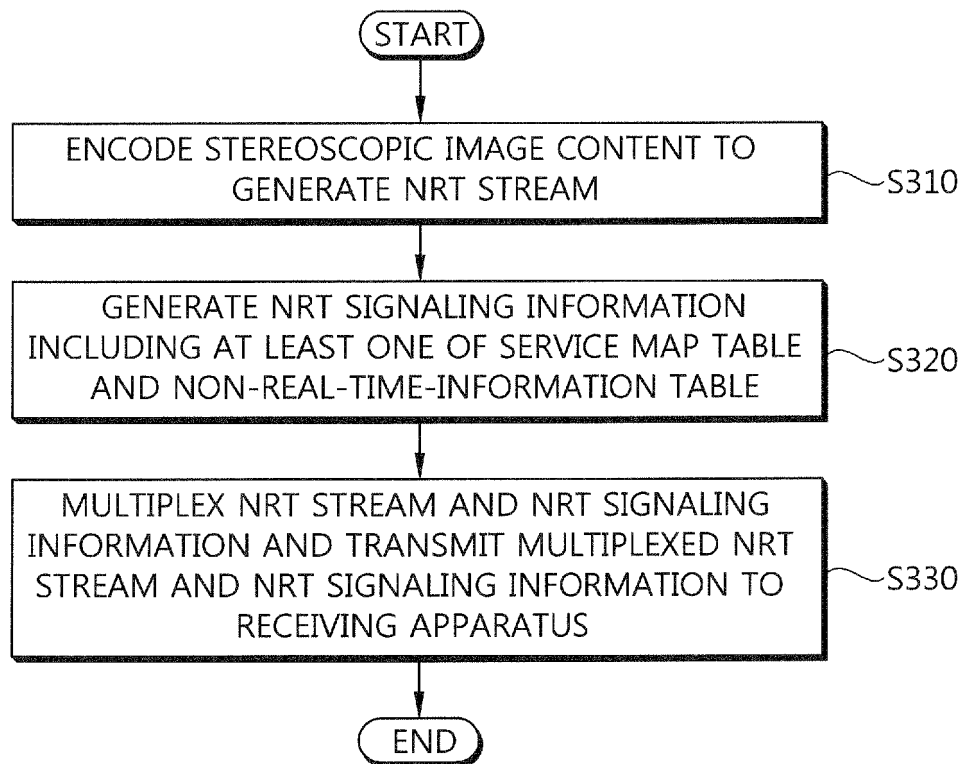 START
ENCODE STEREOSCOPIC IMAGE CONTENT TO
GENERATE NRT STREAM
S310
GENERATE NRT SIGNALING INFORMATION
INCLUDING AT LEAST ONE OF SERVICE MAP TABLE
AND NON-REAL-TIME-INFORMATION TABLE
S320
MULTIPLEX NRT STREAM AND NRT SIGNALING
INFORMATION AND TRANSMIT MULTIPLEXED NRT
STREAM AND NRT SIGNALING INFORMATION TO
RECEIVING APPARATUS
S330
END